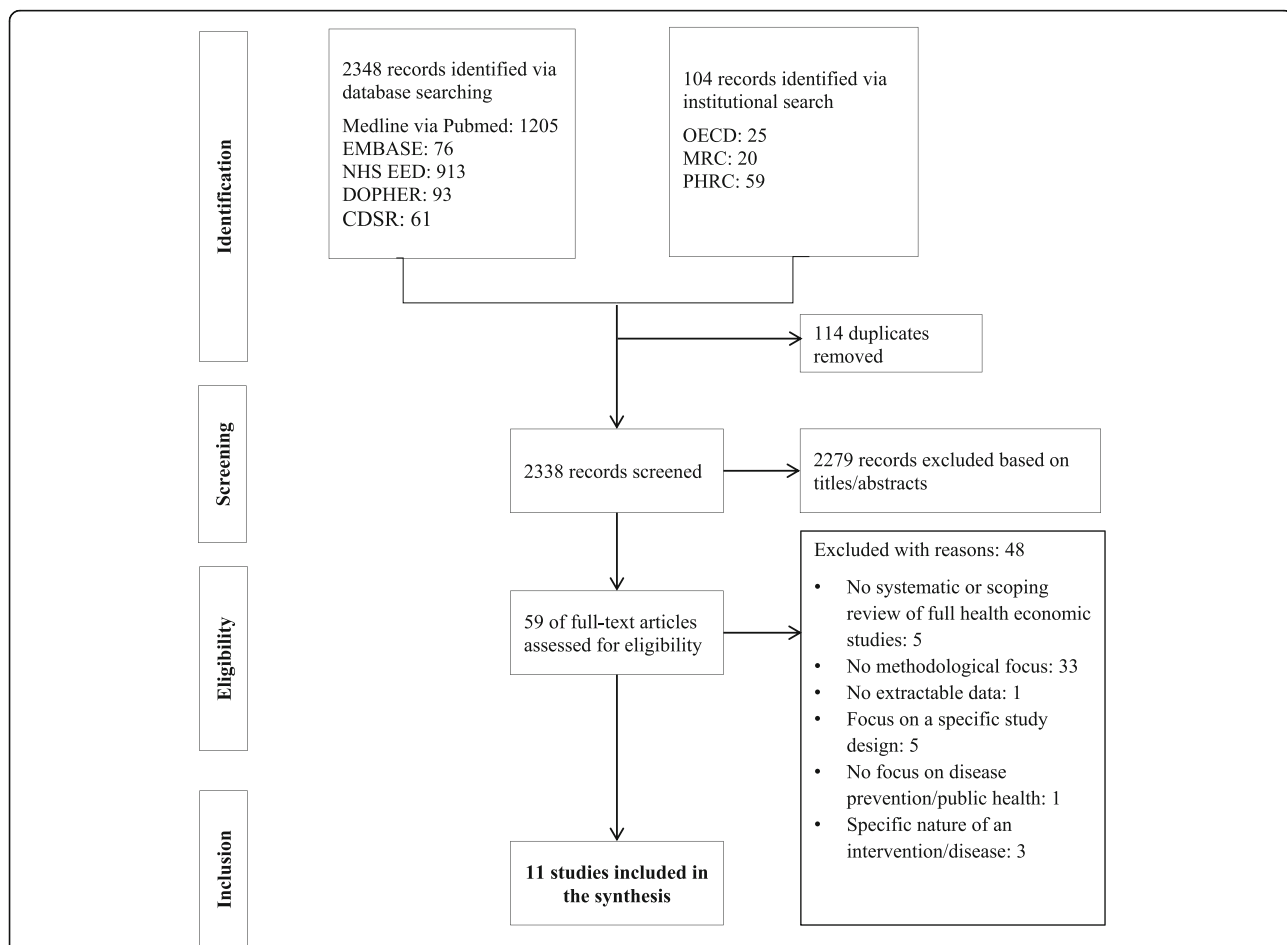 Identification
2348 records identified via
database searching
Medline via Pubmed: 1205
EMBASE: 76
NHS EED: 913
DOPHER: 93
CDSR: 61
104 records identified via
institutional search
OECD: 25
MRC: 20
PHRC: 59
114 duplicates
removed
Screening
2338 records screened
2279 records excluded based on
titles/abstracts
Eligibility
59 of full-text articles
assessed for eligibility
Excluded with reasons: 48
• No systematic or scoping
review of full health economic
studies: 5
• No methodological focus: 33
• No extractable data: 1
• Focus on a specific study
design: 5
• No focus on disease
prevention/public health: 1
• Specific nature of an
intervention/disease: 3
Inclusion
11 studies included in
the synthesis